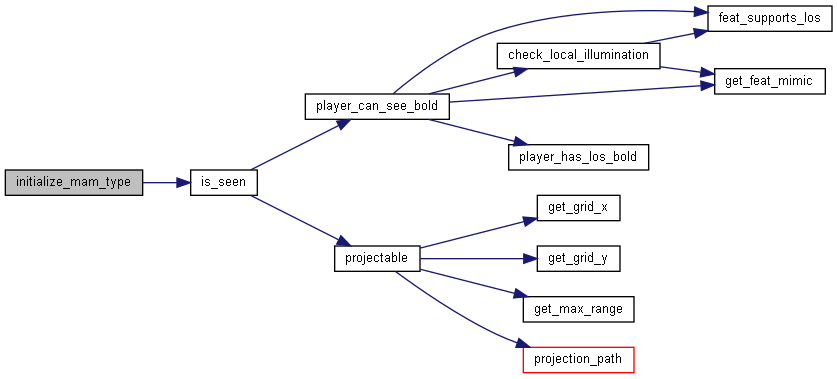 feat_supports_los
check_local_illumination
get_feat_mimic
player_can_see_bold
player_has_los_bold
initialize_mam_type
is_seen
get_grid_x
projectable
get_grid_y
get_max_range
projection_path